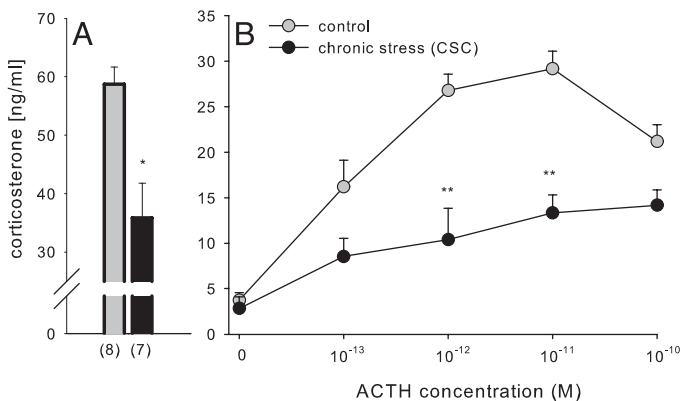 A
B
control
chronic stress (CSC)
corticosterone [ng/ml]
70
60
50
40
30
0
*
(8) (7)
35
30
25
20
15
10
5
0
**
**
0 10⁻¹³ 10⁻¹² 10⁻¹¹ 10⁻¹⁰
ACTH concentration (M)